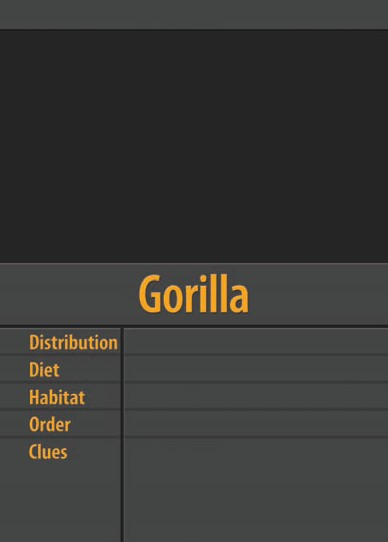 Gorilla
Distribution
Diet
Habitat
Order
Clues